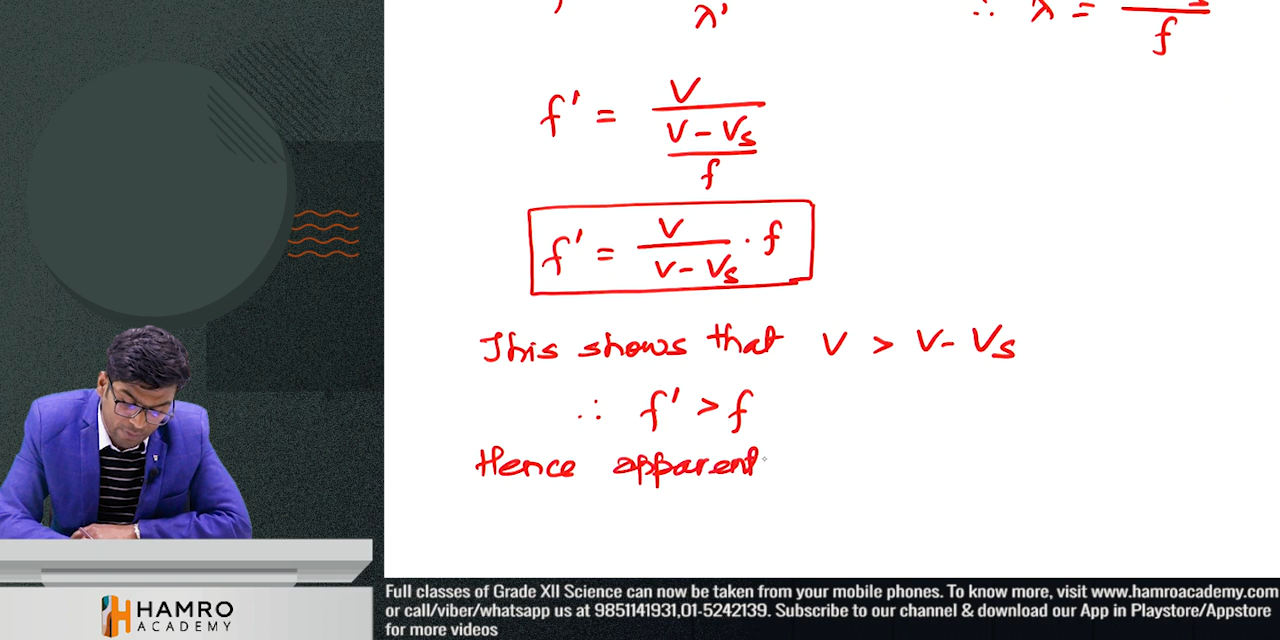 λ'
∴ λ =
f
f' = v / ((v - vs) / f)
f' = v / (v - vs) . f
This shows that v > v - vs
∴ f' > f
Hence apparent
HAMRO
ACADEMY
Full classes of Grade XII Science can now be taken from your mobile phones. To know more, visit www.hamroacademy.com
or call/viber/whatsapp us at 9851141931,01-5242139. Subscribe to our channel & download our App in Playstore/Appstore
for more videos